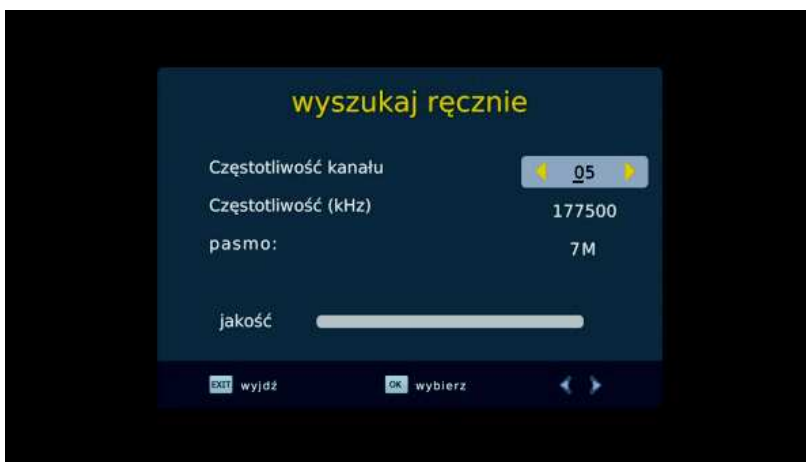 wyszukaj ręcznie
Częstotliwość kanału 05
Częstotliwość (kHz) 177500
pasmo: 7M
jakość
EXIT wyjdź OK wybierz